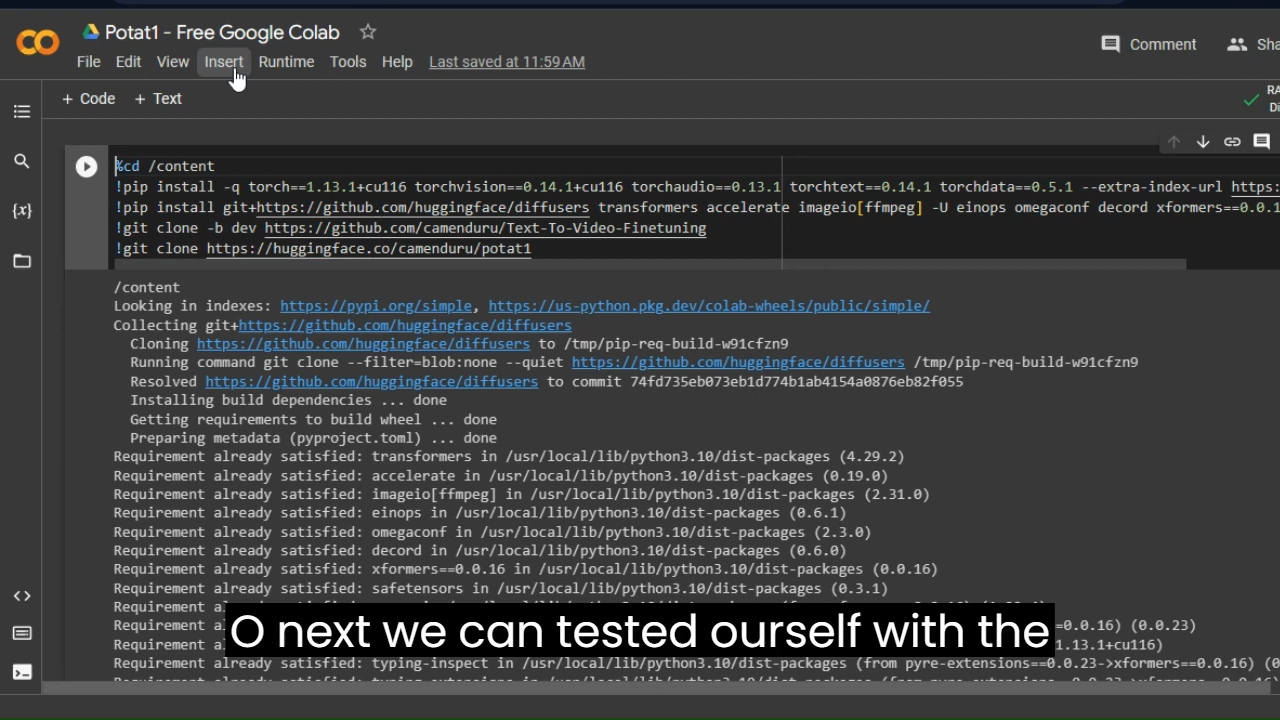 Potat1 - Free Google Colab
File Edit View Insert Runtime Tools Help Last saved at 11:59 AM
Comment
+ Code + Text
%cd /content
!pip install -q torch==1.13.1+cu116 torchvision==0.14.1+cu116 torchaudio==0.13.1 torchtext==0.14.1 torchdata==0.5.1 --extra-index-url https:
!pip install git+https://github.com/huggingface/diffusers transformers accelerate imageio[ffmpeg] -U einops omegaconf decord xformers==0.0.1
!git clone -b dev https://github.com/camenduru/Text-To-Video-Finetuning
!git clone https://huggingface.co/camenduru/potat1
/content
Looking in indexes: https://pypi.org/simple, https://us-python.pkg.dev/colab-wheels/public/simple/
Collecting git+https://github.com/huggingface/diffusers
Cloning https://github.com/huggingface/diffusers to /tmp/pip-req-build-w91cfzn9
Running command git clone --filter=blob:none --quiet https://github.com/huggingface/diffusers /tmp/pip-req-build-w91cfzn9
Resolved https://github.com/huggingface/diffusers to commit 74fd735eb073eb1d774b1ab4154a0876eb82f055
Installing build dependencies ... done
Getting requirements to build wheel ... done
Preparing metadata (pyproject.toml) ... done
Requirement already satisfied: transformers in /usr/local/lib/python3.10/dist-packages (4.29.2)
Requirement already satisfied: accelerate in /usr/local/lib/python3.10/dist-packages (0.19.0)
Requirement already satisfied: imageio[ffmpeg] in /usr/local/lib/python3.10/dist-packages (2.31.0)
Requirement already satisfied: einops in /usr/local/lib/python3.10/dist-packages (0.6.1)
Requirement already satisfied: omegaconf in /usr/local/lib/python3.10/dist-packages (2.3.0)
Requirement already satisfied: decord in /usr/local/lib/python3.10/dist-packages (0.6.0)
Requirement already satisfied: xformers==0.0.16 in /usr/local/lib/python3.10/dist-packages (0.0.16)
Requirement already satisfied: safetensors in /usr/local/lib/python3.10/dist-packages (0.3.1)
Requirement
Requirement 0.0.16) (0.0.23)
Requirement 1.13.1+cu116)
O next we can tested ourself with the
Requirement already satisfied: typing-inspect in /usr/local/lib/python3.10/dist-packages (from pyre-extensions==0.0.23->xformers==0.0.16) (0